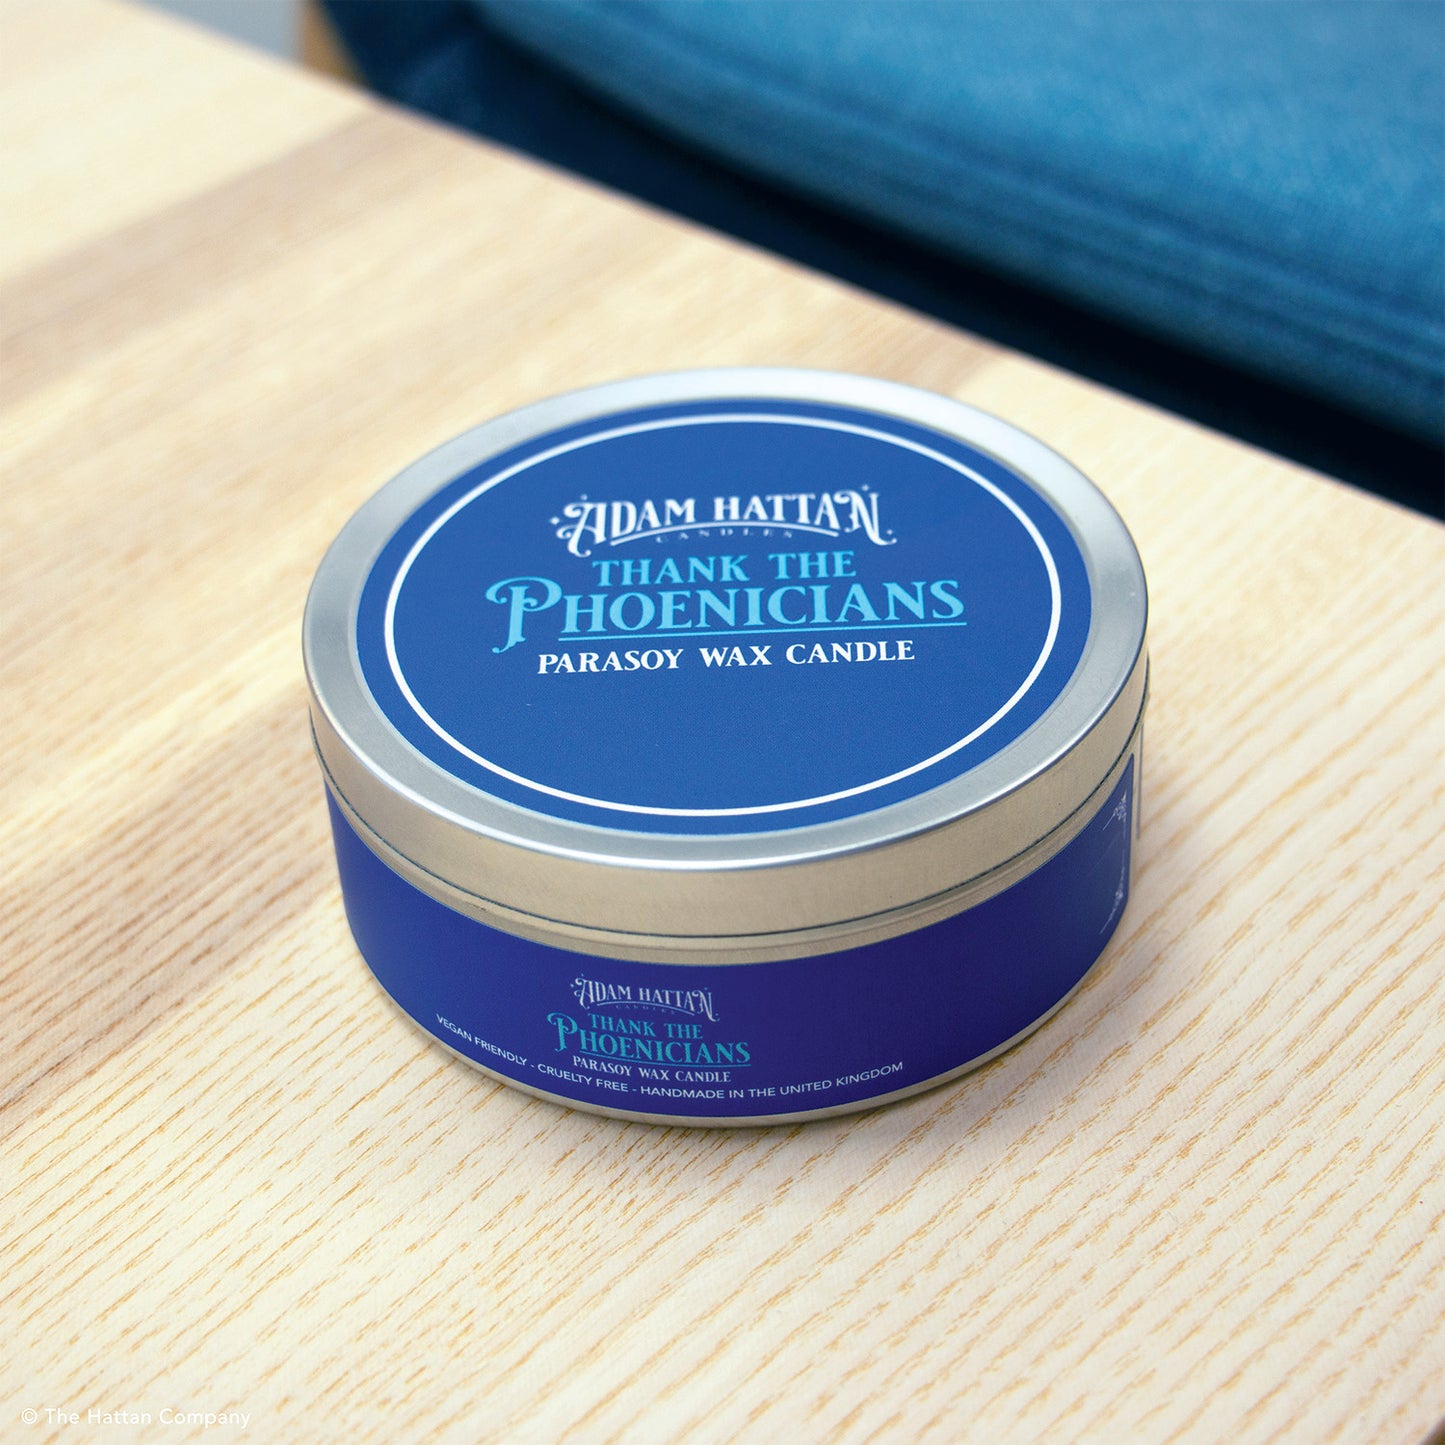 ADAM HATTAN
CANDLES
THANK THE
PHOENICIANS
PARASOY WAX CANDLE
ADAM HATTAN
CANDLES
THANK THE
PHOENICIANS
PARASOY WAX CANDLE
VEGAN FRIENDLY - CRUELTY FREE - HANDMADE IN THE UNITED KINGDOM
© The Hattan Company